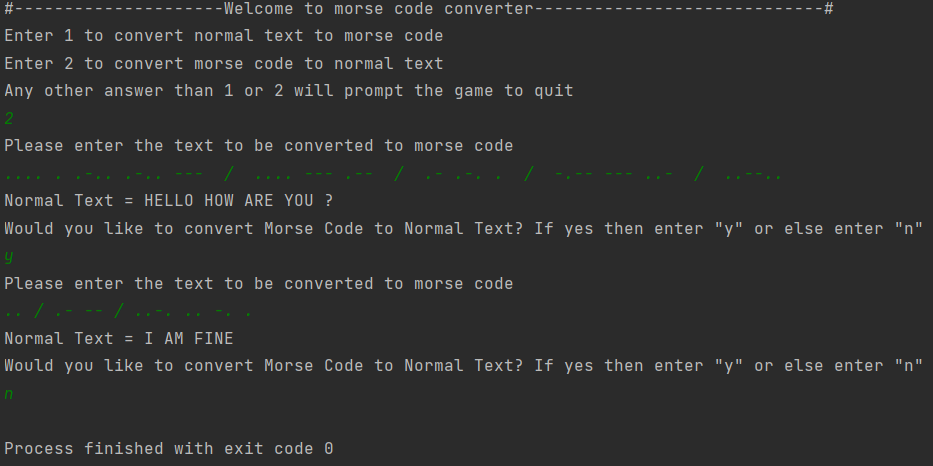 #---------------------Welcome to morse code converter-----------------------------#
Enter 1 to convert normal text to morse code
Enter 2 to convert morse code to normal text
Any other answer than 1 or 2 will prompt the game to quit
2
Please enter the text to be converted to morse code
.... . .-.. .-.. ---  /  .... --- .--  /  .- .-. .  /  -.-- --- ..-  /  ..--..
Normal Text = HELLO HOW ARE YOU ?
Would you like to convert Morse Code to Normal Text? If yes then enter "y" or else enter "n"
y
Please enter the text to be converted to morse code
.. / .- -- / ..-. .. -. .
Normal Text = I AM FINE
Would you like to convert Morse Code to Normal Text? If yes then enter "y" or else enter "n"
n
Process finished with exit code 0